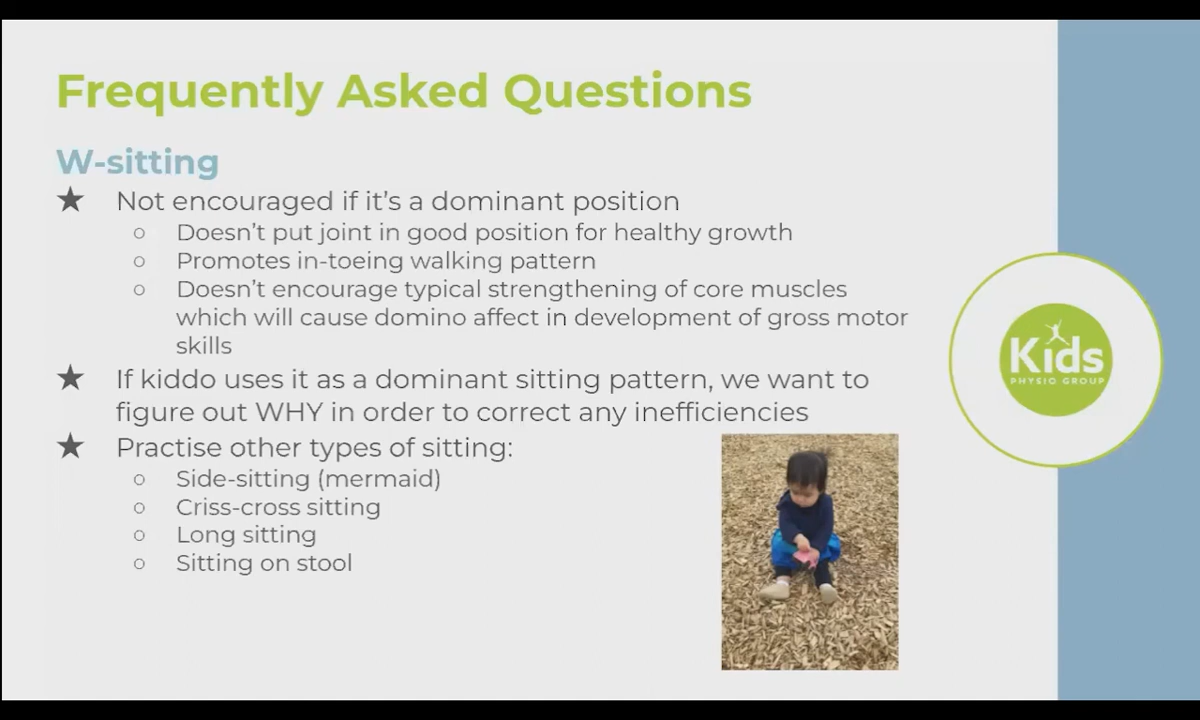 Frequently Asked Questions
W-sitting
★ Not encouraged if it's a dominant position
○ Doesn't put joint in good position for healthy growth
○ Promotes in-toeing walking pattern
○ Doesn't encourage typical strengthening of core muscles
which will cause domino affect in development of gross motor
skills
★ If kiddo uses it as a dominant sitting pattern, we want to
figure out WHY in order to correct any inefficiencies
★ Practise other types of sitting:
○ Side-sitting (mermaid)
○ Criss-cross sitting
○ Long sitting
○ Sitting on stool
Kids
PHYSIO GROUP